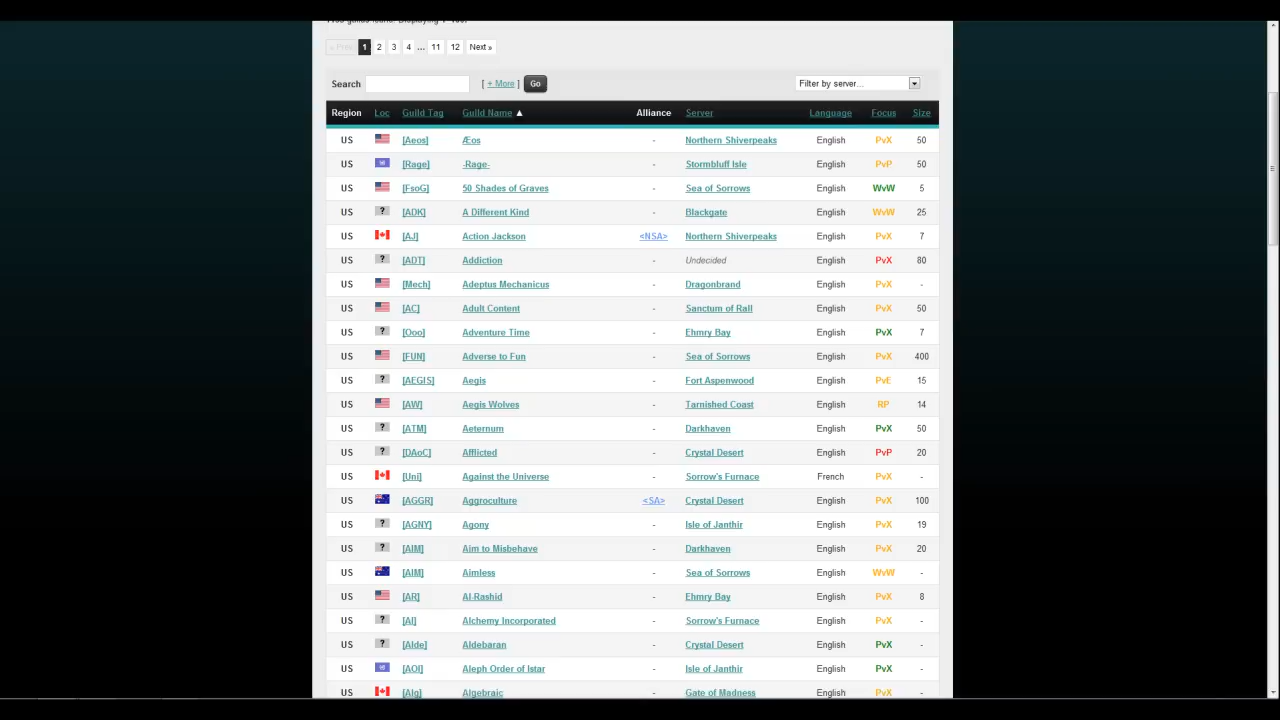 « Prev 1 2 3 4 ... 11 12 Next »
Search [ + More ] Go Filter by server...
Region Loc Guild Tag Guild Name ▲ Alliance Server Language Focus Size
US [Aeos] Æos - Northern Shiverpeaks English PvX 50
US [Rage] -Rage- - Stormbluff Isle English PvP 50
US [FsoG] 50 Shades of Graves - Sea of Sorrows English WvW 5
US ? [ADK] A Different Kind - Blackgate English WvW 25
US [AJ] Action Jackson <NSA> Northern Shiverpeaks English PvX 7
US ? [ADT] Addiction - Undecided English PvX 80
US [Mech] Adeptus Mechanicus - Dragonbrand English PvX -
US [AC] Adult Content - Sanctum of Rall English PvX 50
US ? [Ooo] Adventure Time - Ehmry Bay English PvX 7
US [FUN] Adverse to Fun - Sea of Sorrows English PvX 400
US ? [AEGIS] Aegis - Fort Aspenwood English PvE 15
US [AW] Aegis Wolves - Tarnished Coast English RP 14
US ? [ATM] Aeternum - Darkhaven English PvX 50
US ? [DAoC] Afflicted - Crystal Desert English PvP 20
US [Uni] Against the Universe - Sorrow's Furnace French PvX -
US [AGGR] Aggroculture <SA> Crystal Desert English PvX 100
US ? [AGNY] Agony - Isle of Janthir English PvX 19
US ? [AIM] Aim to Misbehave - Darkhaven English PvX 20
US [AIM] Aimless - Sea of Sorrows English WvW -
US [AR] Al-Rashid - Ehmry Bay English PvX 8
US ? [AI] Alchemy Incorporated - Sorrow's Furnace English PvX -
US ? [Alde] Aldebaran - Crystal Desert English PvX -
US [AOI] Aleph Order of Istar - Isle of Janthir English PvX -
US [Alg] Algebraic - Gate of Madness English PvX -